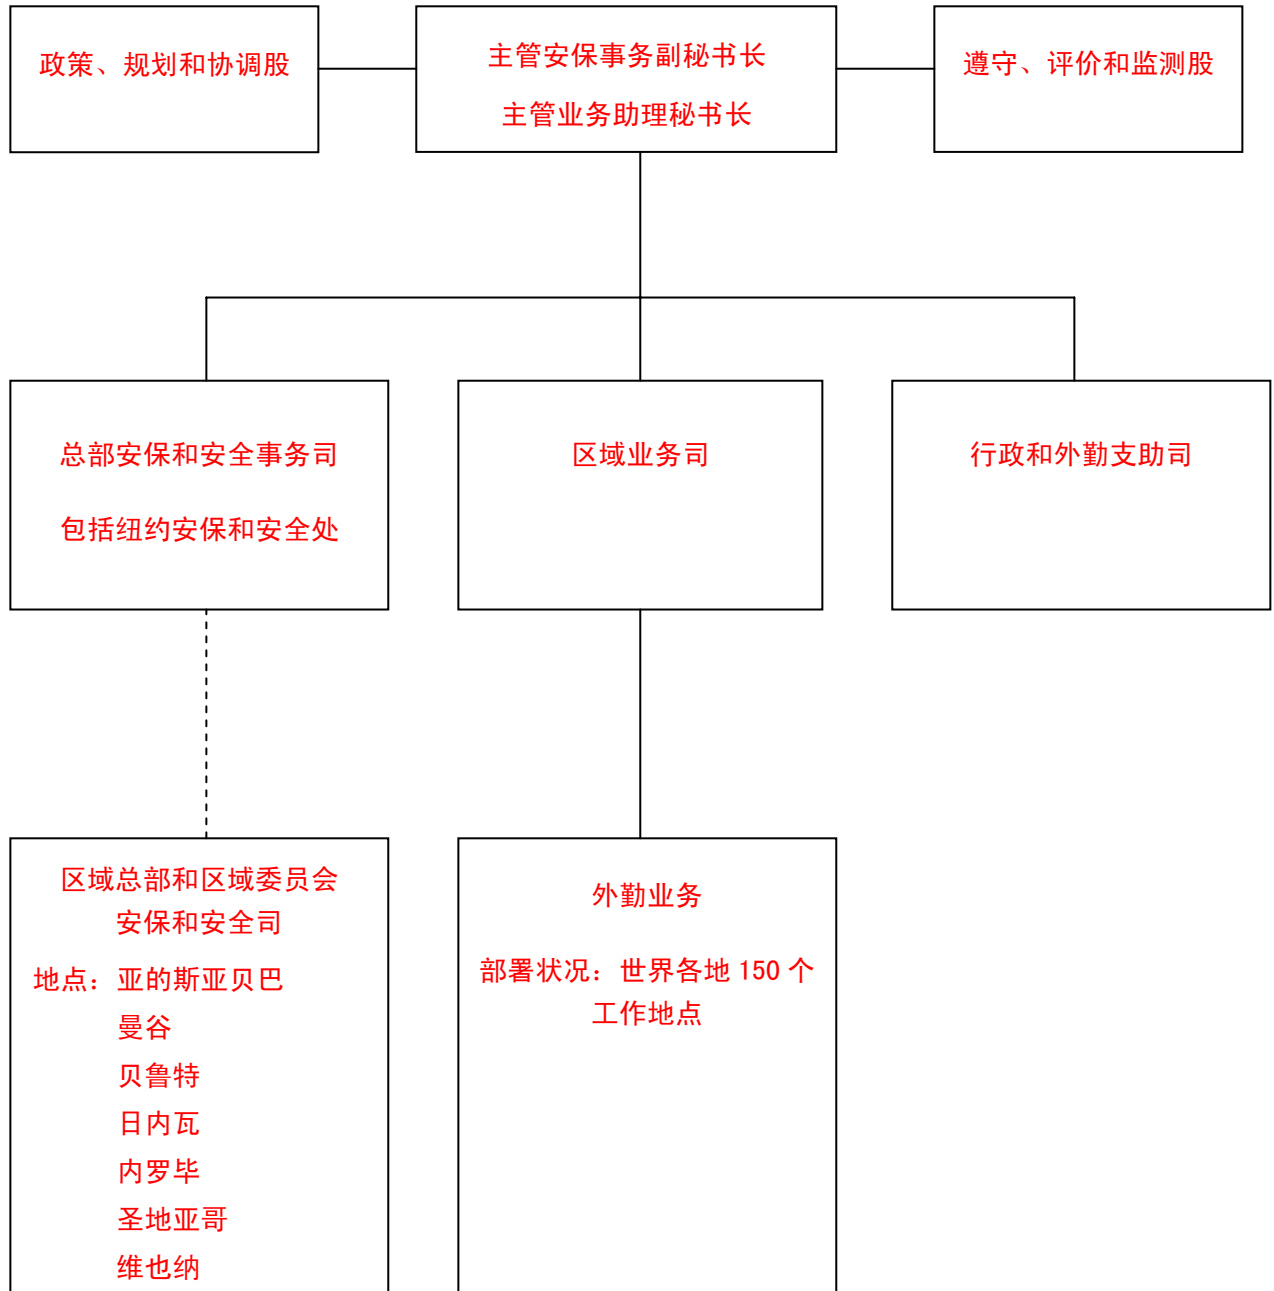 政策、规划和协调股
主管安保事务副秘书长
主管业务助理秘书长
遵守、评价和监测股
总部安保和安全事务司
包括纽约安保和安全处
区域业务司
行政和外勤支助司
区域总部和区域委员会
安保和安全司
地点：亚的斯亚贝巴
曼谷
贝鲁特
日内瓦
内罗毕
圣地亚哥
维也纳
外勤业务
部署状况：世界各地 150 个
工作地点